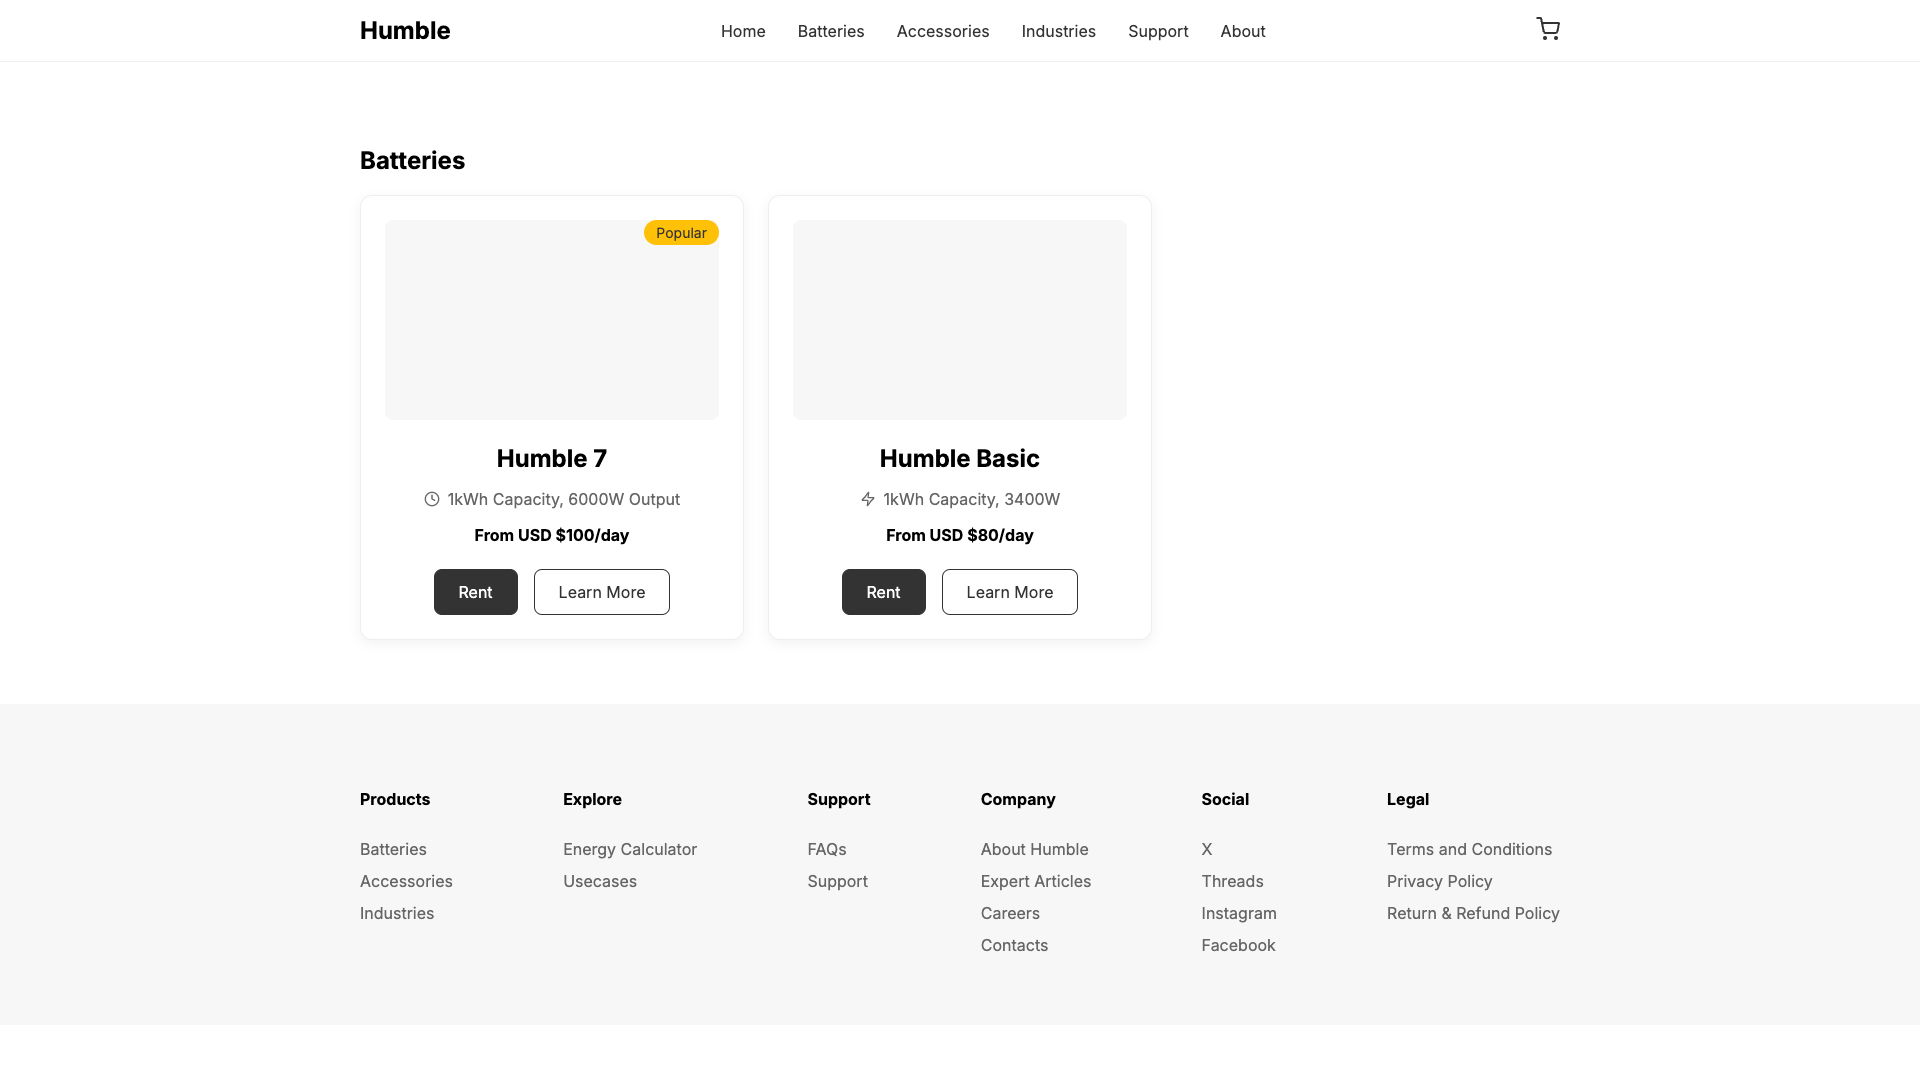 Humble
Home
Batteries
Accessories
Industries
Support
About
Batteries
Popular
Humble 7
1kWh Capacity, 6000W Output
From USD $100/day
Rent
Learn More
Humble Basic
1kWh Capacity, 3400W
From USD $80/day
Rent
Learn More
Products
Batteries
Accessories
Industries
Explore
Energy Calculator
Usecases
Support
FAQs
Support
Company
About Humble
Expert Articles
Careers
Contacts
Social
X
Threads
Instagram
Facebook
Legal
Terms and Conditions
Privacy Policy
Return & Refund Policy